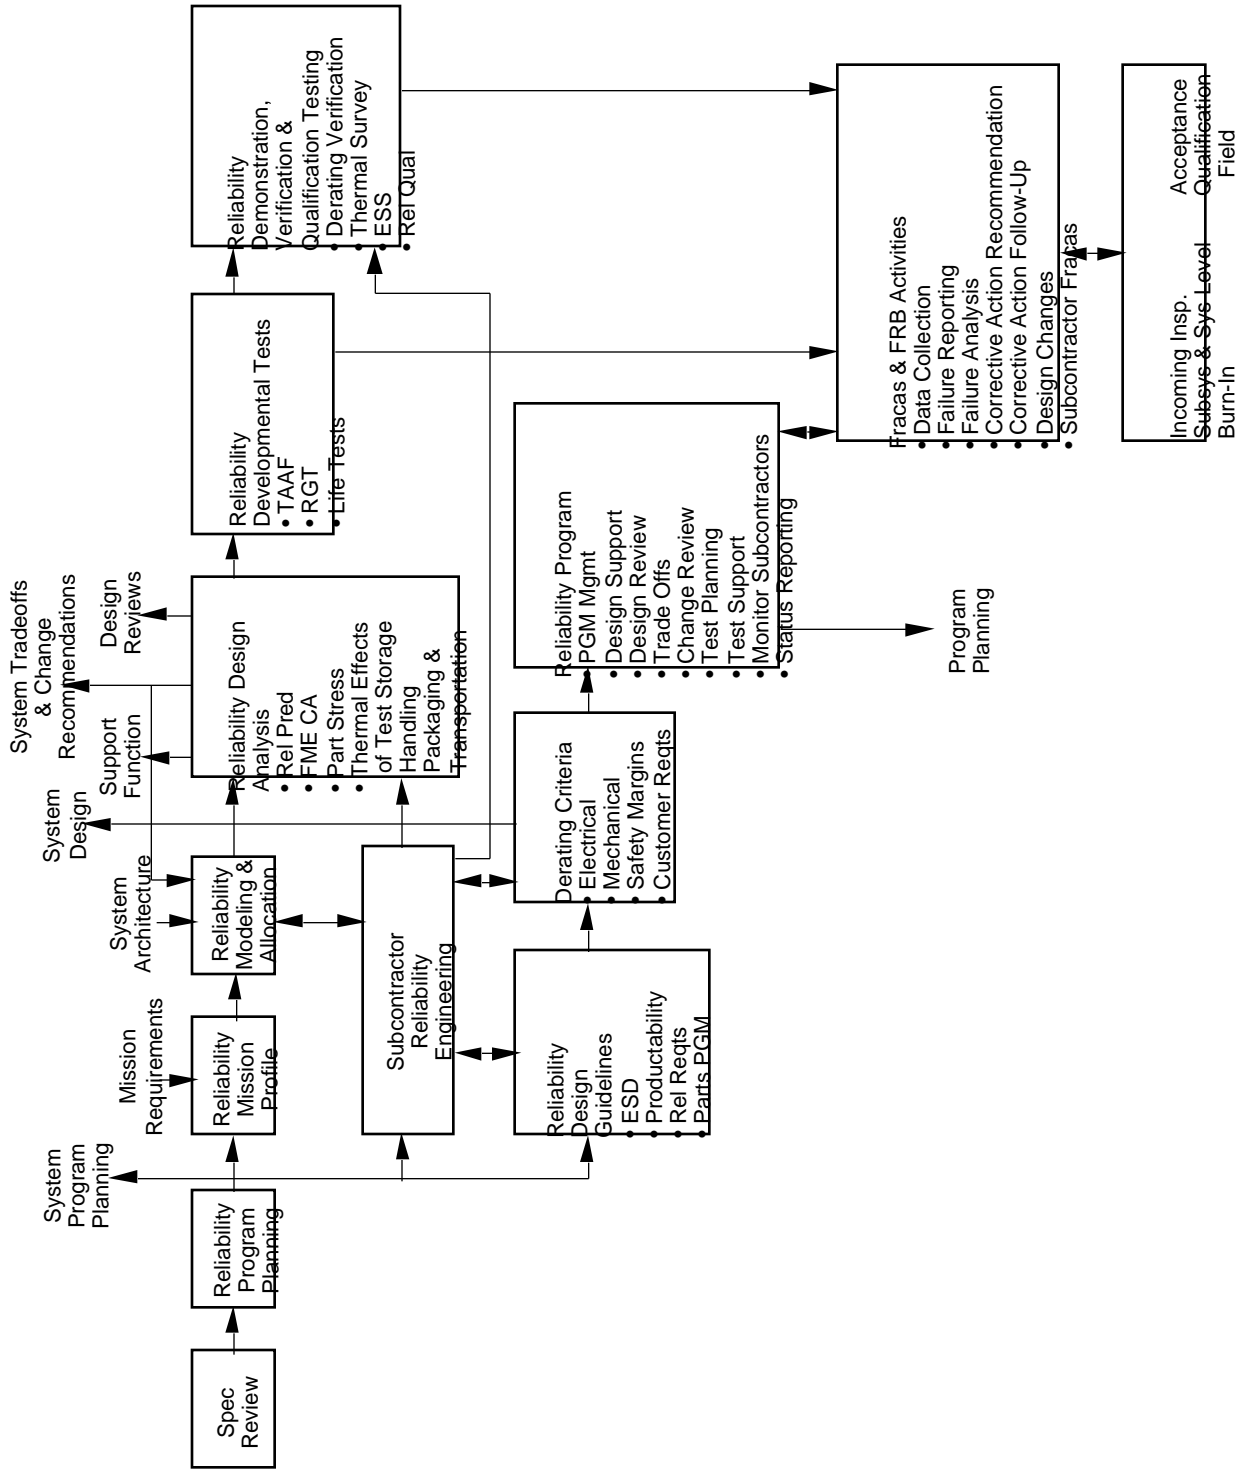 Spec
Review
Reliability
Program
Planning
System
Program
Planning
Reliability
Mission
Profile
Mission
Requirements
Reliability
Modeling &
Allocation
System
Architecture
System
Design
Support
Function
System Tradeoffs
& Change
Recommendations
Design
Reviews
Reliability Design
Analysis
• Rel Pred
• FME CA
• Part Stress
• Thermal Effects
of Test Storage
Handling
Packaging &
Transportation
Reliability
Developmental Tests
• TAAF
• RGT
• Life Tests
Reliability
Demonstration,
Verification &
Qualification Testing
• Derating Verification
• Thermal Survey
• ESS
• Rel Qual
Subcontractor
Reliability
Engineering
Reliability
Design
Guidelines
• ESD
• Productability
• Rel Reqts
• Parts PGM
Derating Criteria
• Electrical
• Mechanical
• Safety Margins
• Customer Reqts
Reliability Program
• PGM Mgmt
• Design Support
• Design Review
• Trade Offs
• Change Review
• Test Planning
• Test Support
• Monitor Subcontractors
• Status Reporting
Program
Planning
Fracas & FRB Activities
• Data Collection
• Failure Reporting
• Failure Analysis
• Corrective Action Recommendation
• Corrective Action Follow-Up
• Design Changes
• Subcontractor Fracas
Incoming Insp. Acceptance
Subsys & Sys Level Qualification
Burn-In Field